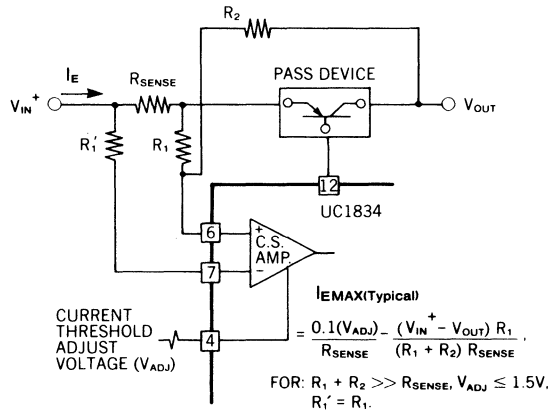 R2
IE
RSENSE
PASS DEVICE
VIN+
VOUT
R1'
R1
12
UC1834
6
+
C.S.
AMP.
7
−
IEMAX(Typical)
CURRENT
THRESHOLD
ADJUST
VOLTAGE (VADJ)
4
= 0.1(VADJ) / RSENSE − (VIN+ − VOUT) R1 / (R1 + R2) RSENSE ,
FOR: R1 + R2 >> RSENSE, VADJ ≤ 1.5V,
R1' = R1.